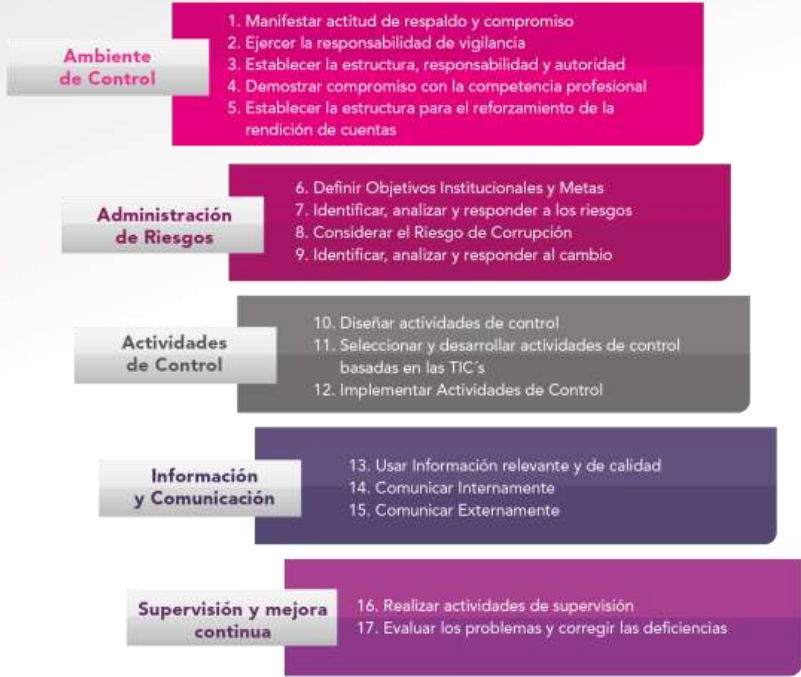 Ambiente
de Control
1. Manifestar actitud de respaldo y compromiso
2. Ejercer la responsabilidad de vigilancia
3. Establecer la estructura, responsabilidad y autoridad
4. Demostrar compromiso con la competencia profesional
5. Establecer la estructura para el reforzamiento de la
rendición de cuentas
Administración
de Riesgos
6. Definir Objetivos Institucionales y Metas
7. Identificar, analizar y responder a los riesgos
8. Considerar el Riesgo de Corrupción
9. Identificar, analizar y responder al cambio
Actividades
de Control
10. Diseñar actividades de control
11. Seleccionar y desarrollar actividades de control
basadas en las TIC´s
12. Implementar Actividades de Control
Información
y Comunicación
13. Usar Información relevante y de calidad
14. Comunicar Internamente
15. Comunicar Externamente
Supervisión y mejora
continua
16. Realizar actividades de supervisión
17. Evaluar los problemas y corregir las deficiencias